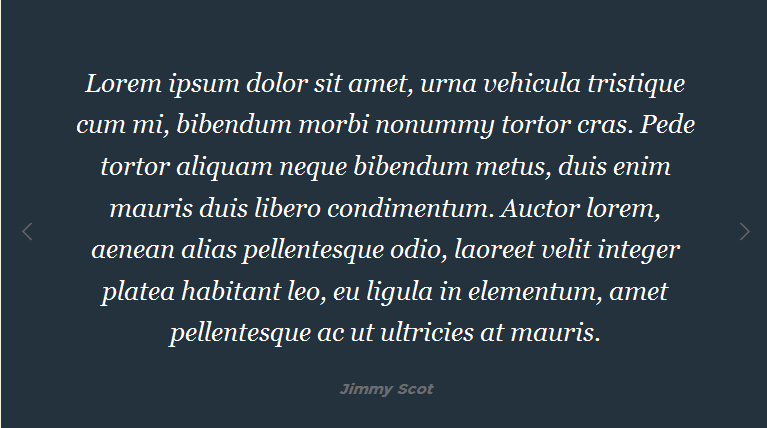 Lorem ipsum dolor sit amet, urna vehicula tristique
cum mi, bibendum morbi nonummy tortor cras. Pede
tortor aliquam neque bibendum metus, duis enim
mauris duis libero condimentum. Auctor lorem,
aenean alias pellentesque odio, laoreet velit integer
platea habitant leo, eu ligula in elementum, amet
pellentesque ac ut ultricies at mauris.
Jimmy Scot